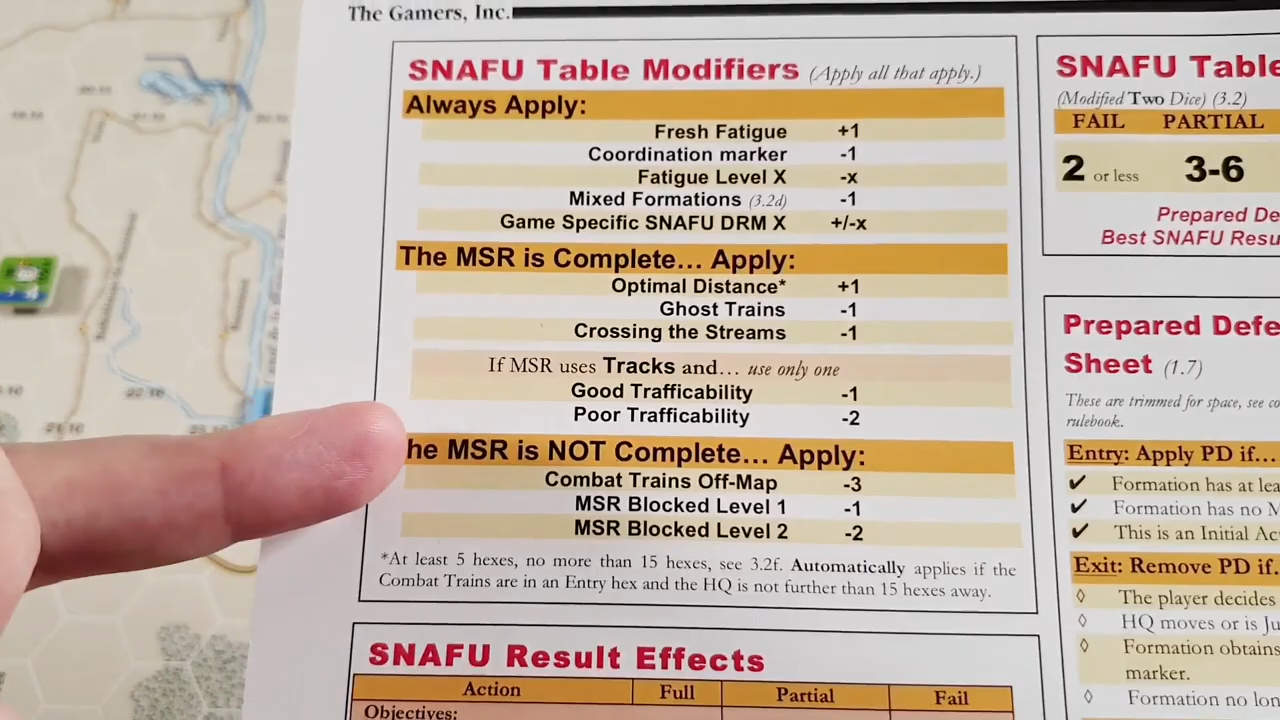 The Gamers, Inc.
SNAFU Table Modifiers (Apply all that apply.)
Always Apply:
Fresh Fatigue +1
Coordination marker -1
Fatigue Level X -x
Mixed Formations (3.2d) -1
Game Specific SNAFU DRM X +/-x
The MSR is Complete... Apply:
Optimal Distance* +1
Ghost Trains -1
Crossing the Streams -1
If MSR uses Tracks and... use only one
Good Trafficability -1
Poor Trafficability -2
he MSR is NOT Complete... Apply:
Combat Trains Off-Map -3
MSR Blocked Level 1 -1
MSR Blocked Level 2 -2
*At least 5 hexes, no more than 15 hexes, see 3.2f. Automatically applies if the
Combat Trains are in an Entry hex and the HQ is not further than 15 hexes away.
SNAFU Result Effects
Action Full Partial Fail
Objectives:
SNAFU Table
(Modified Two Dice) (3.2)
FAIL PARTIAL
2 or less 3-6
Prepared De
Best SNAFU Resu
Prepared Defe
Sheet (1.7)
These are trimmed for space, see co
rulebook.
Entry: Apply PD if...
✔ Formation has at lea
✔ Formation has no M
✔ This is an Initial Ac
Exit: Remove PD if.
◊ The player decides
◊ HQ moves or is Ju
◊ Formation obtains
marker.
◊ Formation no lon